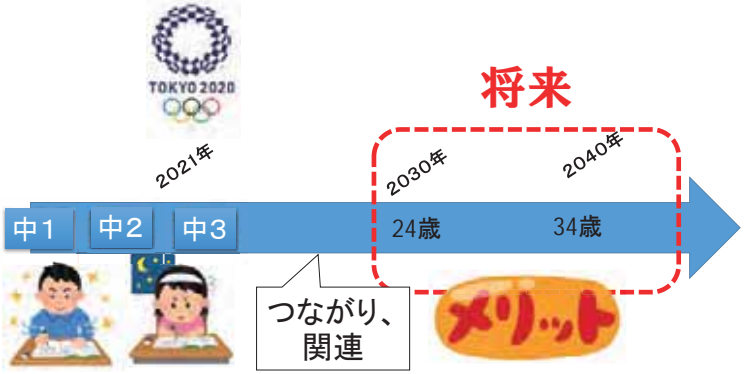 TOKYO 2020
将来
2021年
2030年
2040年
中1
中2
中3
24歳
34歳
つながり、
関連
メリット